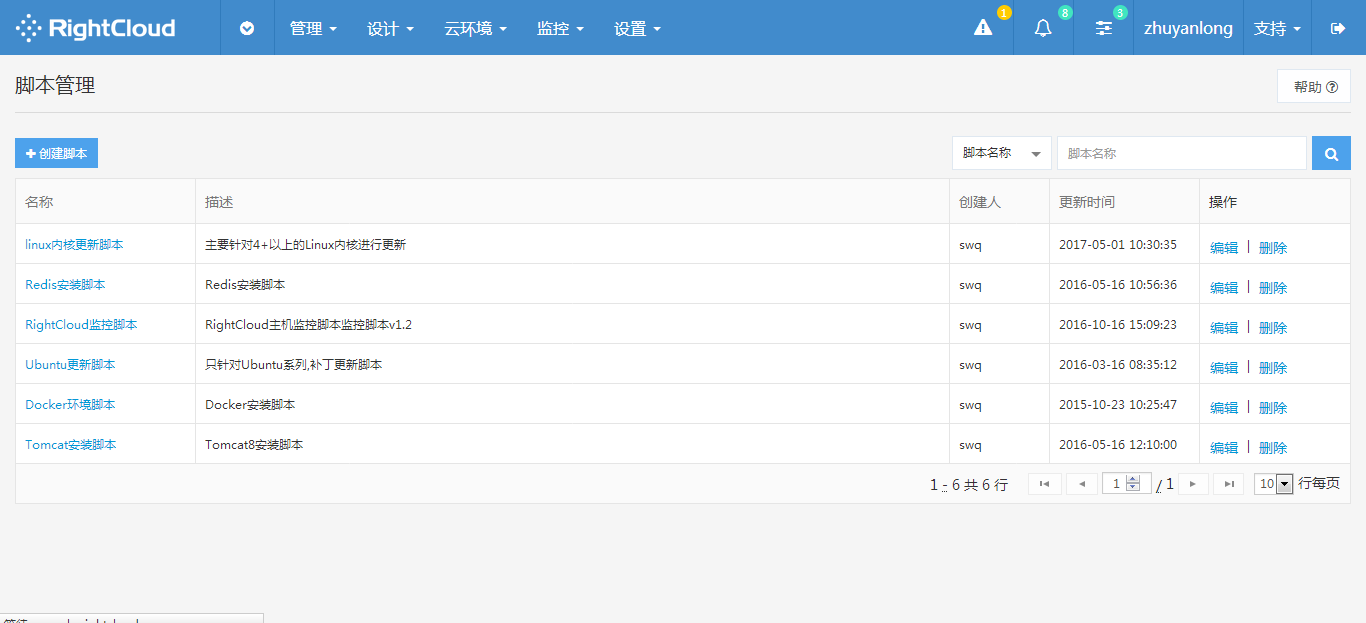 RightCloud 管理 设计 云环境 监控 设置 1 8 3 zhuyanlong 支持
脚本管理 帮助
创建脚本 脚本名称 脚本名称
名称 描述 创建人 更新时间 操作
linux内核更新脚本 主要针对4+以上的Linux内核进行更新 swq 2017-05-01 10:30:35 编辑 | 删除
Redis安装脚本 Redis安装脚本 swq 2016-05-16 10:56:36 编辑 | 删除
RightCloud监控脚本 RightCloud主机监控脚本监控脚本v1.2 swq 2016-10-16 15:09:23 编辑 | 删除
Ubuntu更新脚本 只针对Ubuntu系列,补丁更新脚本 swq 2016-03-16 08:35:12 编辑 | 删除
Docker环境脚本 Docker安装脚本 swq 2015-10-23 10:25:47 编辑 | 删除
Tomcat安装脚本 Tomcat8安装脚本 swq 2016-05-16 12:10:00 编辑 | 删除
1 - 6 共 6 行 1 / 1 10 行每页